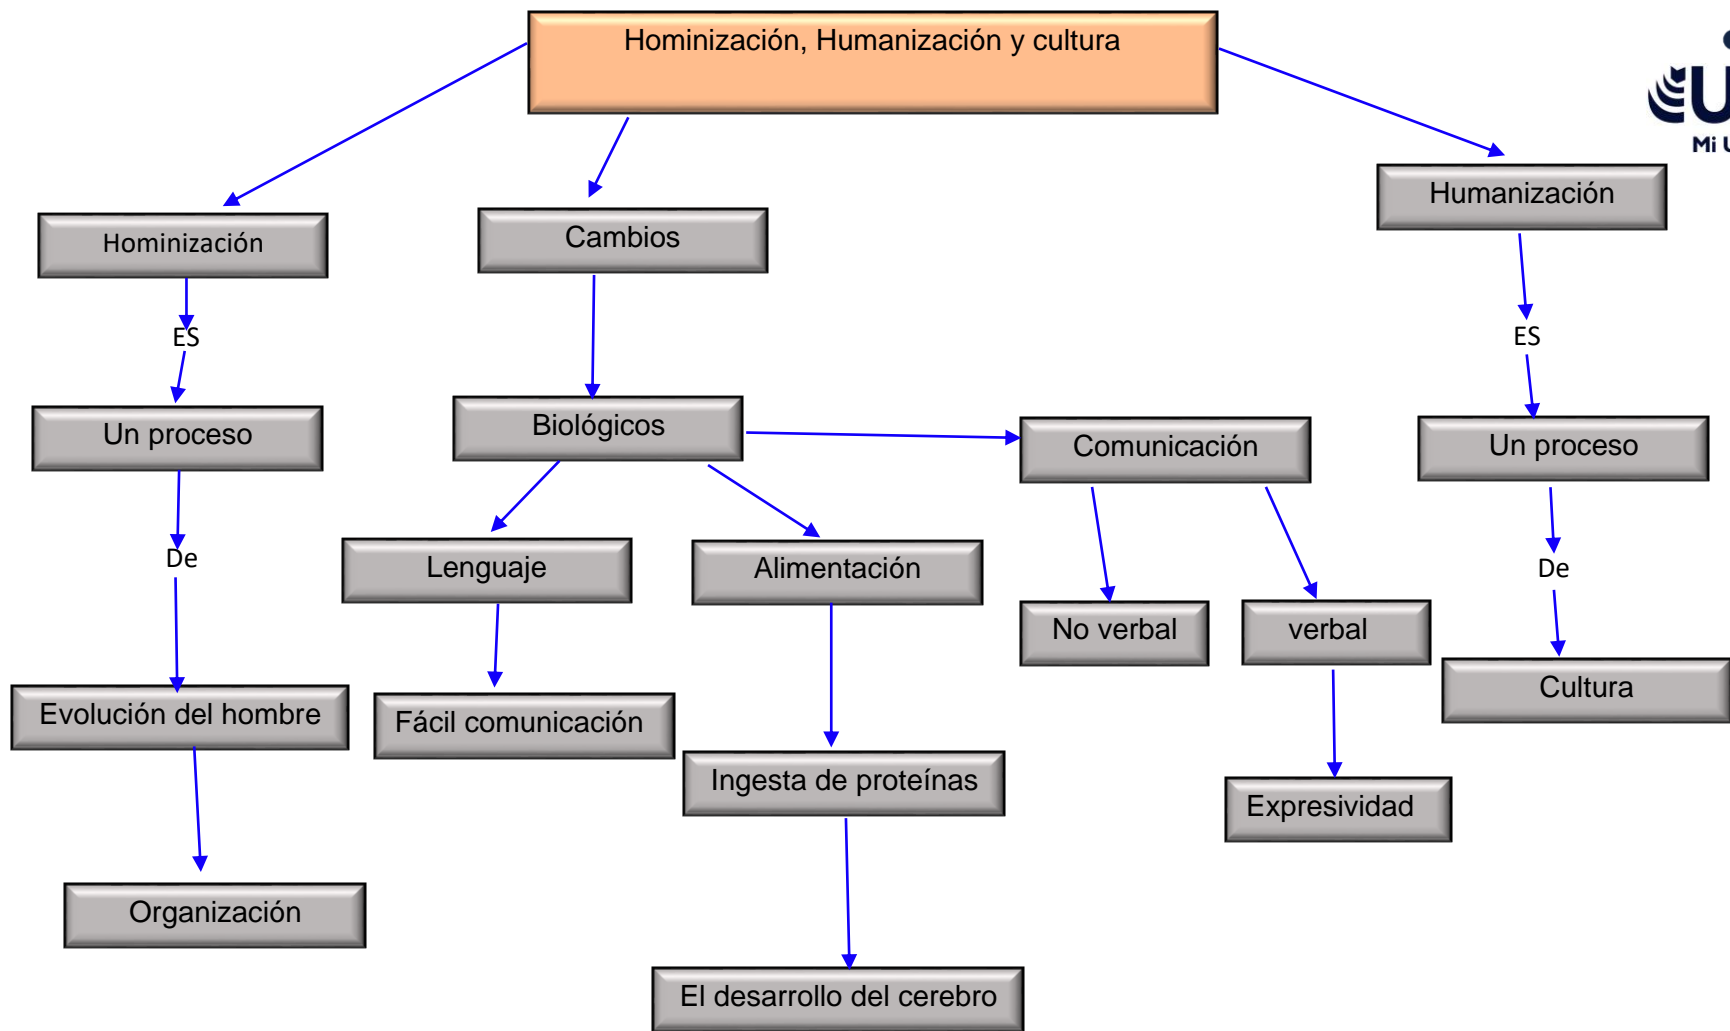 Hominización, Humanización y cultura
Mi U
Humanización
Hominización
Cambios
ES
ES
Un proceso
Biológicos
Comunicación
Un proceso
De
Lenguaje
Alimentación
De
No verbal
verbal
Cultura
Evolución del hombre
Fácil comunicación
Ingesta de proteínas
Expresividad
Organización
El desarrollo del cerebro